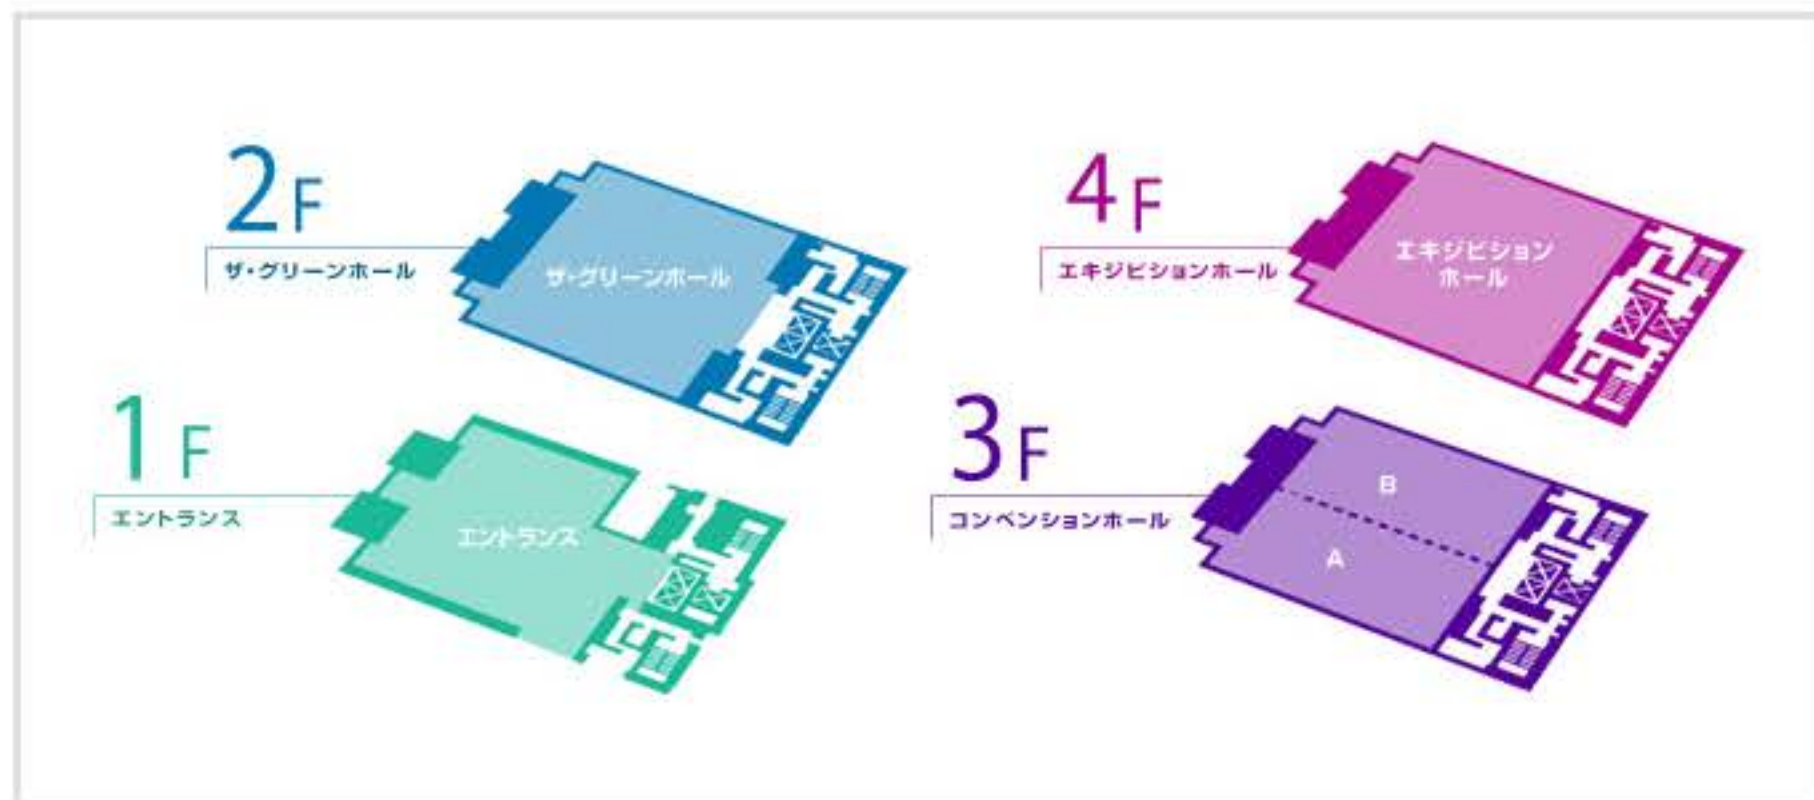 2F
ザ・グリーンホール
ザ・グリーンホール
4F
エキジビションホール
エキジビション
ホール
1F
エントランス
エントランス
3F
コンベンションホール
B
A